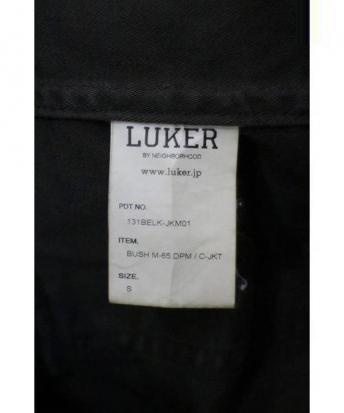 LUKER
BY NEIGHBORHOOD
www.luker.jp
PDT NO.
131BELK-JKM01
ITEM.
BUSH M-65.DPM / C-JKT
SIZE.
S